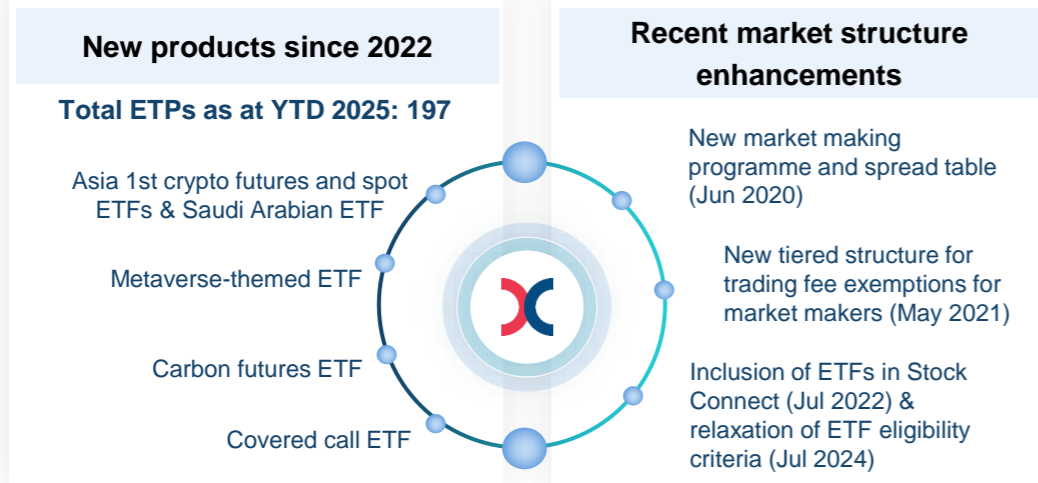 New products since 2022
Total ETPs as at YTD 2025: 197
Asia 1st crypto futures and spot
ETFs & Saudi Arabian ETF
Metaverse-themed ETF
Carbon futures ETF
Covered call ETF
Recent market structure
enhancements
New market making
programme and spread table
(Jun 2020)
New tiered structure for
trading fee exemptions for
market makers (May 2021)
Inclusion of ETFs in Stock
Connect (Jul 2022) &
relaxation of ETF eligibility
criteria (Jul 2024)